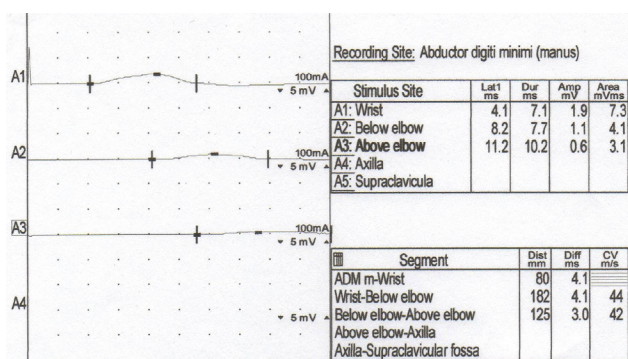 A1
100mA
5 mV
A2
100mA
5 mV
A3
100mA
5 mV
A4
5 mV
Recording Site: Abductor digiti minimi (manus)
Stimulus Site Lat1 ms Dur ms Amp mV Area mVms
A1: Wrist 4.1 7.1 1.9 7.3
A2: Below elbow 8.2 7.7 1.1 4.1
A3: Above elbow 11.2 10.2 0.6 3.1
A4: Axilla
A5: Supraclavicula
Segment Dist mm Diff ms CV m/s
ADM m-Wrist 80 4.1
Wrist-Below elbow 182 4.1 44
Below elbow-Above elbow 125 3.0 42
Above elbow-Axilla
Axilla-Supraclavicular fossa